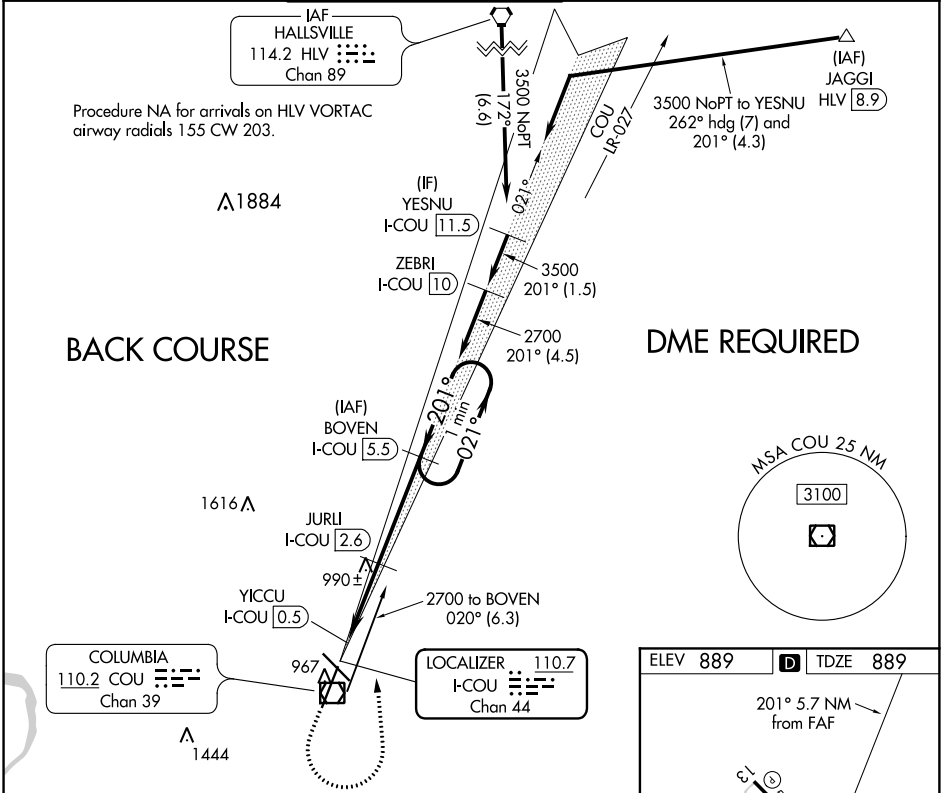 IAF
HALLSVILLE
114.2 HLV
Chan 89
Procedure NA for arrivals on HLV VORTAC
airway radials 155 CW 203.
3500 NoPT
172°
(6.6)
COU
LR-027
(IAF)
JAGGI
HLV 8.9
3500 NoPT to YESNU
262° hdg (7) and
201° (4.3)
1884
021°
(IF)
YESNU
I-COU 11.5
ZEBRI
I-COU 10
3500
201° (1.5)
2700
201° (4.5)
BACK COURSE
DME REQUIRED
201°
1 min
021°
(IAF)
BOVEN
I-COU 5.5
MSA COU 25 NM
3100
1616
JURLI
I-COU 2.6
990±
YICCU
I-COU 0.5
2700 to BOVEN
020° (6.3)
COLUMBIA
110.2 COU
Chan 39
967
LOCALIZER 110.7
I-COU
Chan 44
1444
ELEV 889 D TDZE 889
201° 5.7 NM
from FAF
13